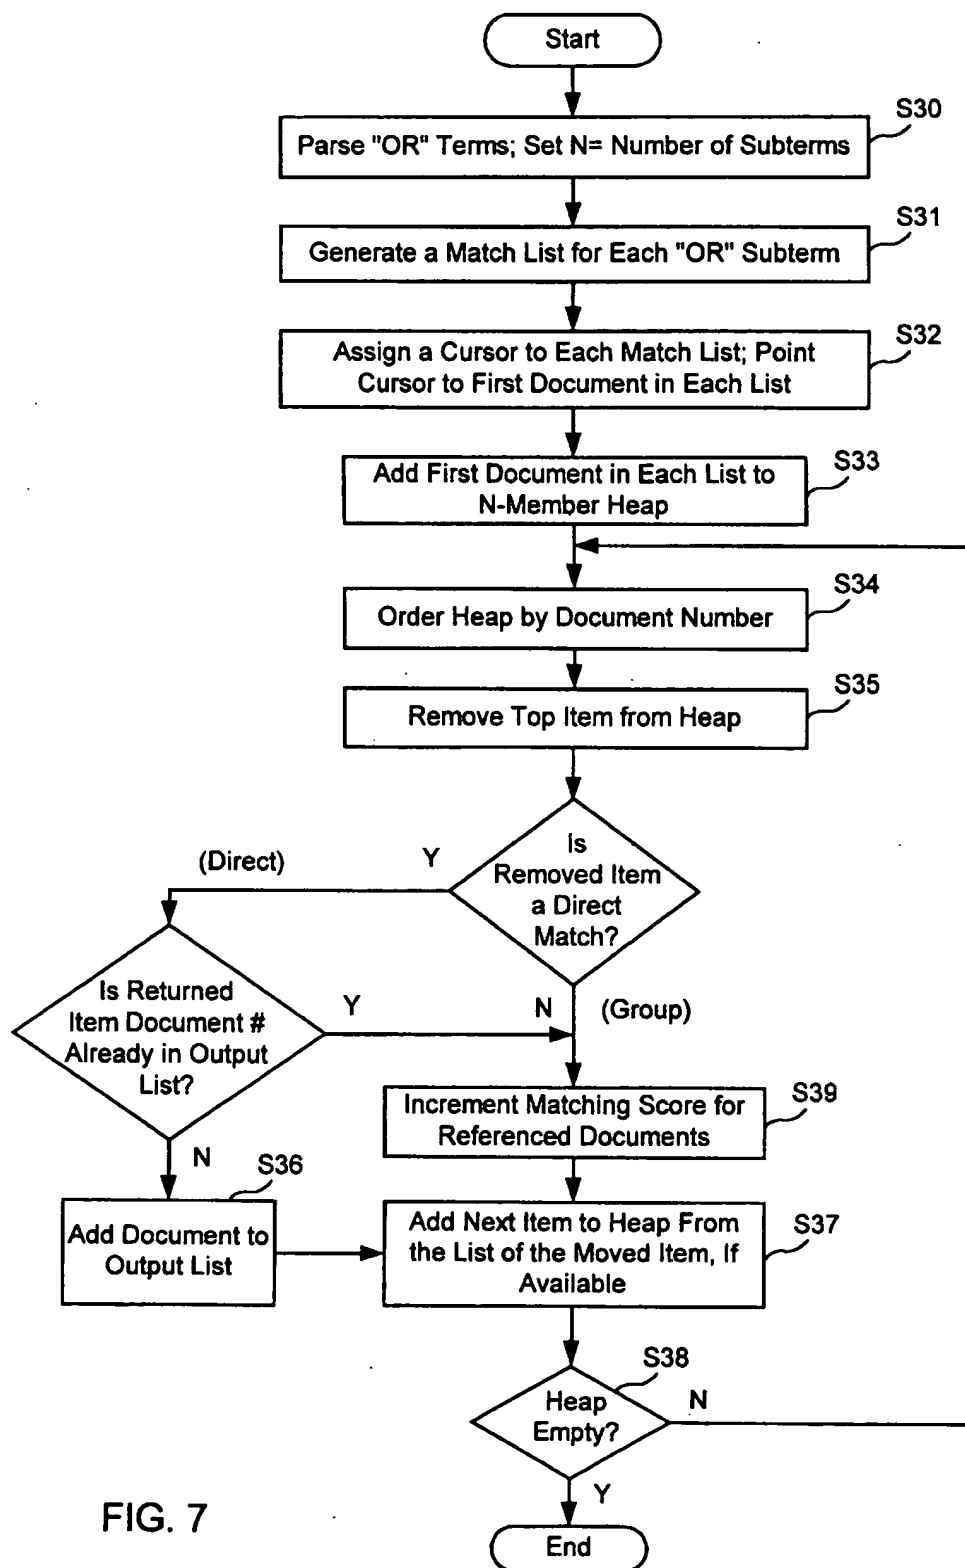 Start
S30
Parse "OR" Terms; Set N= Number of Subterms
S31
Generate a Match List for Each "OR" Subterm
S32
Assign a Cursor to Each Match List; Point
Cursor to First Document in Each List
S33
Add First Document in Each List to
N-Member Heap
S34
Order Heap by Document Number
S35
Remove Top Item from Heap
Is
Removed Item
a Direct
Match?
(Direct)
Y
N
(Group)
Is Returned
Item Document #
Already in Output
List?
Y
N
S39
Increment Matching Score for
Referenced Documents
S36
Add Document to
Output List
S37
Add Next Item to Heap From
the List of the Moved Item, If
Available
S38
Heap
Empty?
N
Y
End
FIG. 7